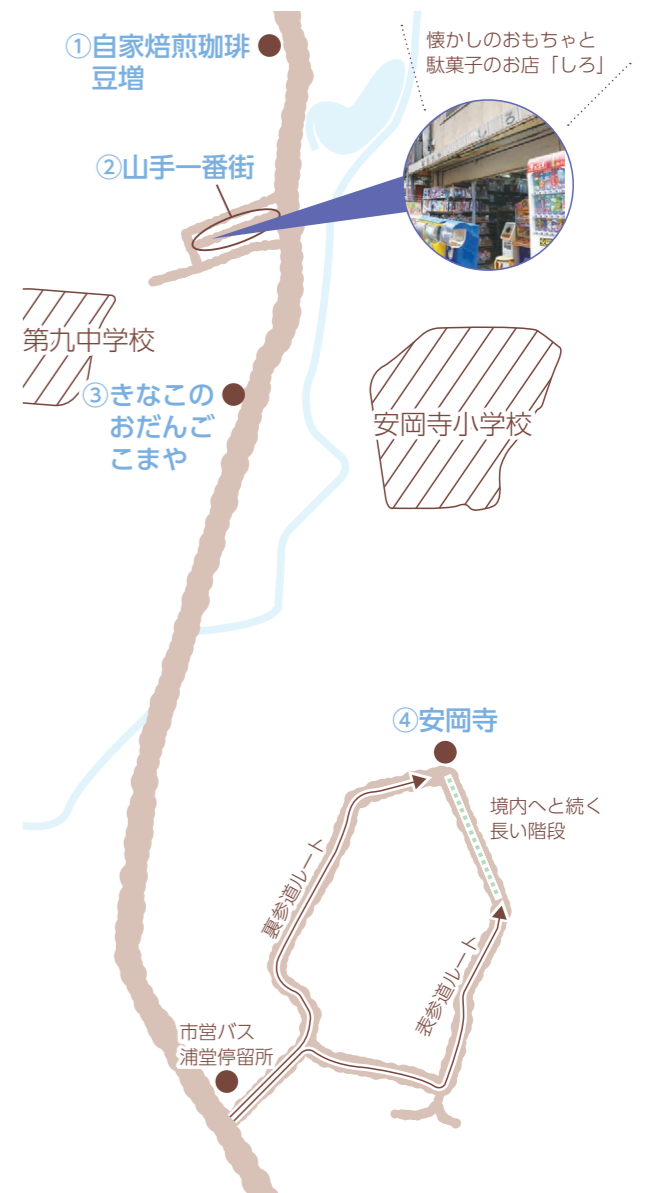 ①自家焙煎珈琲
豆増
懐かしのおもちゃと
駄菓子のお店「しろ」
しろ
②山手一番街
第九中学校
③きなこの
おだんご
こまや
安岡寺小学校
④安岡寺
境内へと続く
長い階段
裏参道ルート
表参道ルート
市営バス
浦堂停留所